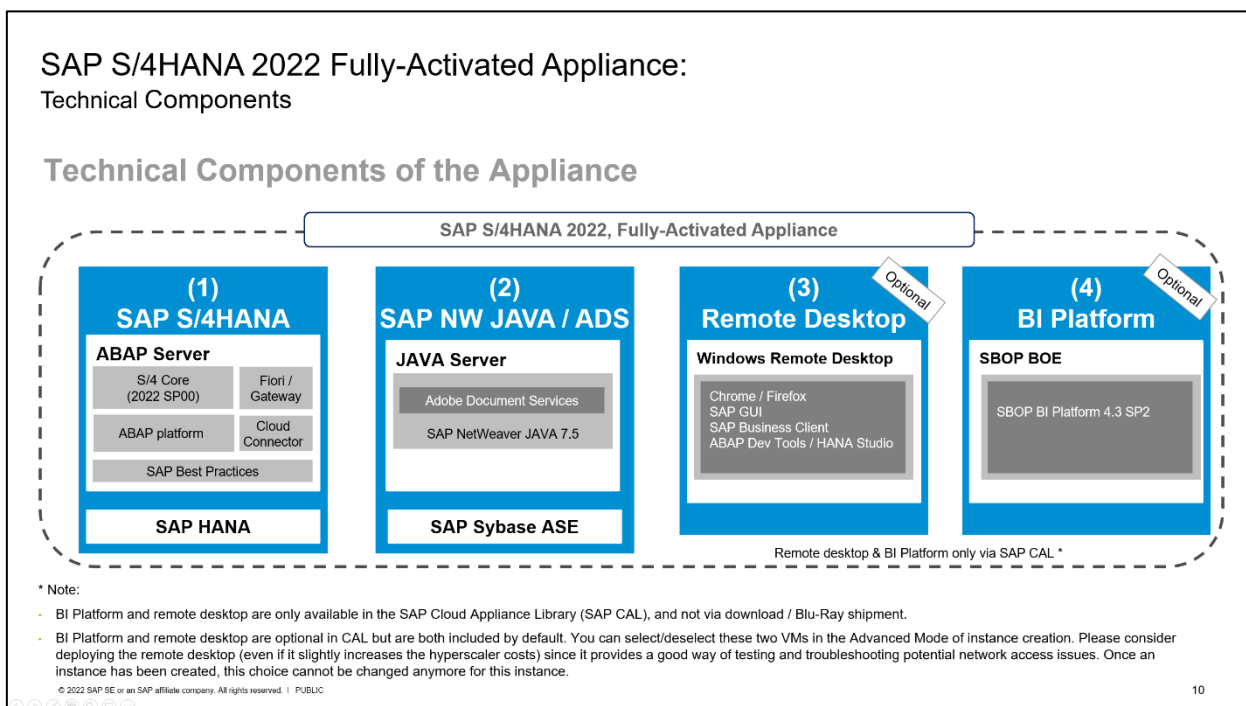 SAP S/4HANA 2022 Fully-Activated Appliance:
Technical Components
Technical Components of the Appliance
SAP S/4HANA 2022, Fully-Activated Appliance
(1)
SAP S/4HANA
ABAP Server
S/4 Core
(2022 SP00)
Fiori /
Gateway
ABAP platform
Cloud
Connector
SAP Best Practices
SAP HANA
(2)
SAP NW JAVA / ADS
JAVA Server
Adobe Document Services
SAP NetWeaver JAVA 7.5
SAP Sybase ASE
Optional
(3)
Remote Desktop
Windows Remote Desktop
Chrome / Firefox
SAP GUI
SAP Business Client
ABAP Dev Tools / HANA Studio
Optional
(4)
BI Platform
SBOP BOE
SBOP BI Platform 4.3 SP2
Remote desktop & BI Platform only via SAP CAL *
* Note:
- BI Platform and remote desktop are only available in the SAP Cloud Appliance Library (SAP CAL), and not via download / Blu-Ray shipment.
- BI Platform and remote desktop are optional in CAL but are both included by default. You can select/deselect these two VMs in the Advanced Mode of instance creation. Please consider
deploying the remote desktop (even if it slightly increases the hyperscaler costs) since it provides a good way of testing and troubleshooting potential network access issues. Once an
instance has been created, this choice cannot be changed anymore for this instance.
© 2022 SAP SE or an SAP affiliate company. All rights reserved. | PUBLIC
10